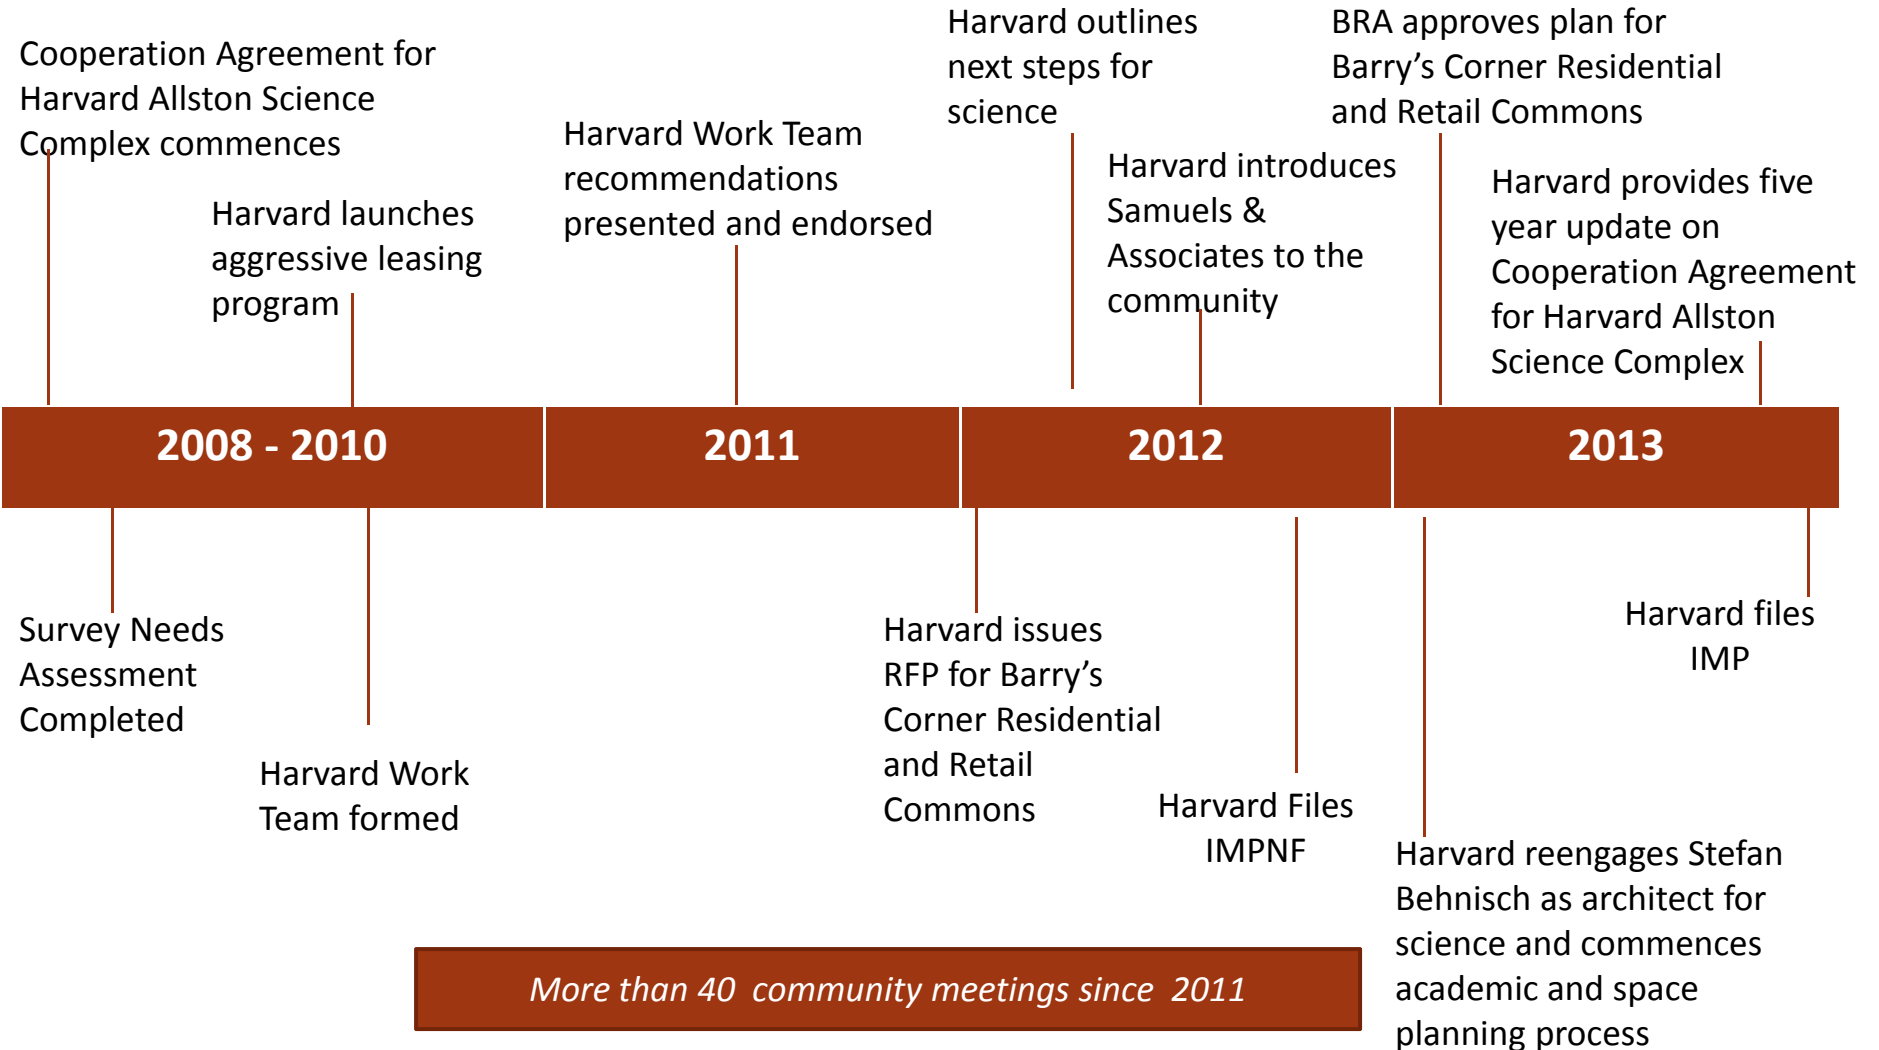 Cooperation Agreement for
Harvard Allston Science
Complex commences
Harvard launches
aggressive leasing
program
Harvard Work Team
recommendations
presented and endorsed
Harvard outlines
next steps for
science
Harvard introduces
Samuels &
Associates to the
community
BRA approves plan for
Barry’s Corner Residential
and Retail Commons
Harvard provides five
year update on
Cooperation Agreement
for Harvard Allston
Science Complex
2008 - 2010
2011
2012
2013
Survey Needs
Assessment
Completed
Harvard Work
Team formed
Harvard issues
RFP for Barry’s
Corner Residential
and Retail
Commons
Harvard Files
IMPNF
Harvard reengages Stefan
Behnisch as architect for
science and commences
academic and space
planning process
Harvard files
IMP
More than 40 community meetings since 2011